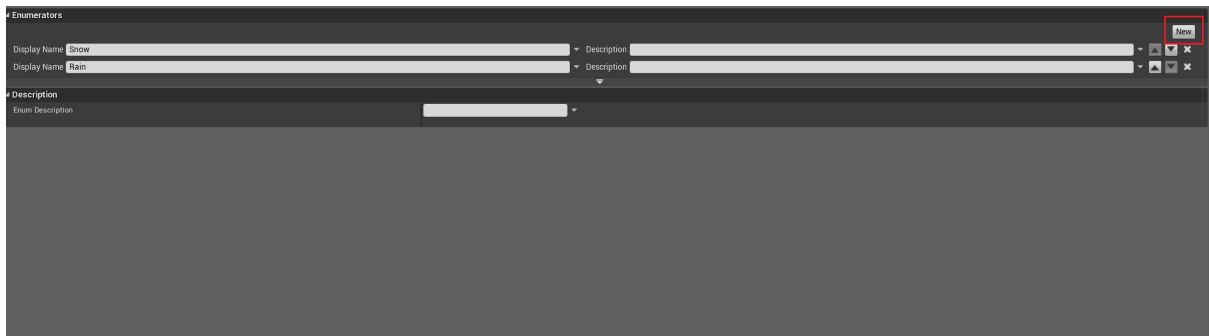 Enumerators
New
Display Name Snow Description
Display Name Rain Description
Description
Enum Description